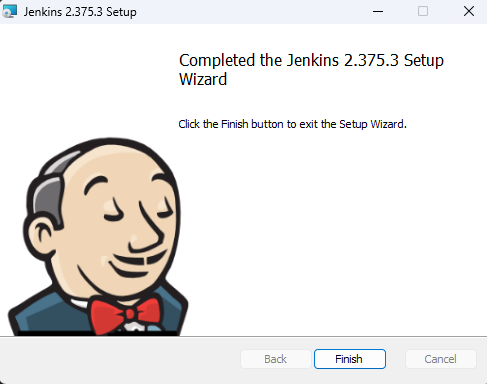 Jenkins 2.375.3 Setup
Completed the Jenkins 2.375.3 Setup
Wizard
Click the Finish button to exit the Setup Wizard.
Back
Finish
Cancel